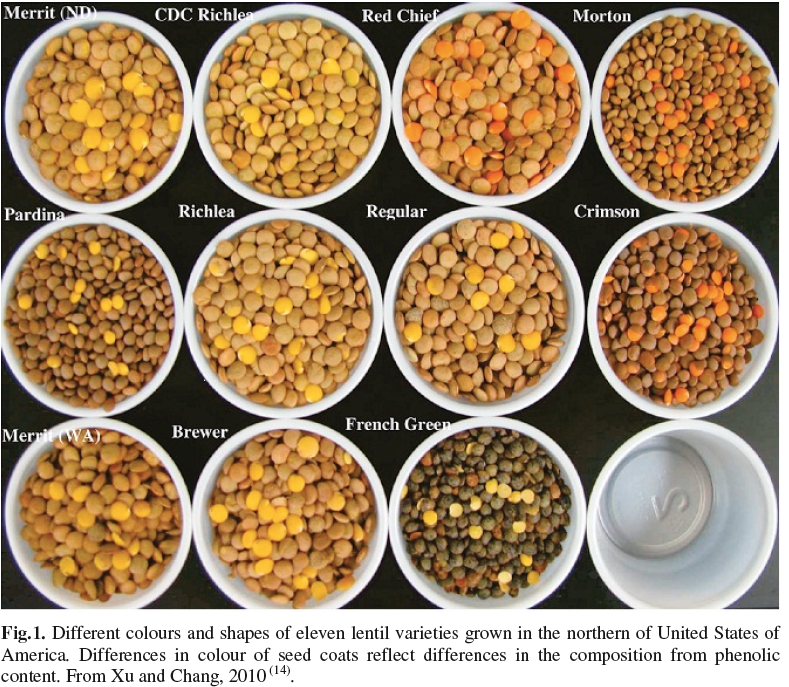 Merrit (ND)
CDC Richlea
Red Chief
Morton
Pardina
Richlea
Regular
Crimson
Merrit (WA)
Brewer
French Green
Fig.1. Different colours and shapes of eleven lentil varieties grown in the northern of United States of
America. Differences in colour of seed coats reflect differences in the composition from phenolic
content. From Xu and Chang, 2010 (14).